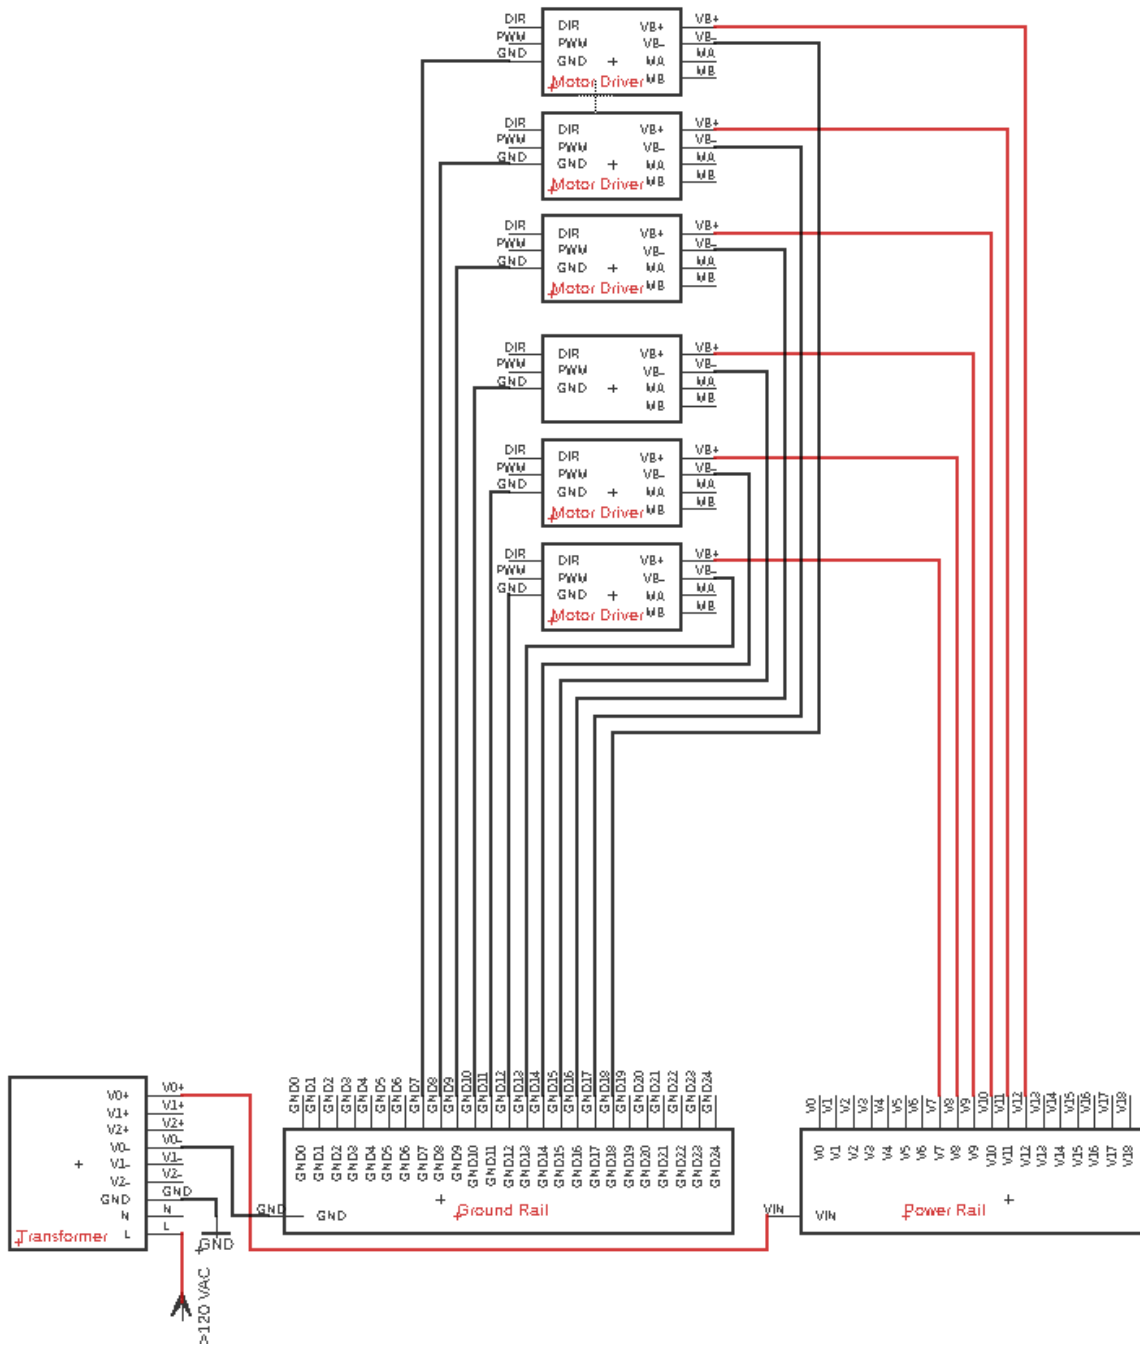 DIR DIR VB+ VB+
PWM PWM VB- VB-
GND GND MA MA
Motor Driver MB MB
DIR DIR VB+ VB+
PWM PWM VB- VB-
GND GND MA MA
Motor Driver MB MB
DIR DIR VB+ VB+
PWM PWM VB- VB-
GND GND MA MA
Motor Driver MB MB
DIR DIR VB+ VB+
PWM PWM VB- VB-
GND GND MA MA
MB MB
DIR DIR VB+ VB+
PWM PWM VB- VB-
GND GND MA MA
Motor Driver MB MB
DIR DIR VB+ VB+
PWM PWM VB- VB-
GND GND MA MA
Motor Driver MB MB
V0+ V0+
V1+ V1+
V2+ V2+
V0- V0-
V1- V1-
V2- V2-
GND GND
N N
L L
Transformer
GND
>120 VAC
GND0 GND1 GND2 GND3 GND4 GND5 GND6 GND7 GND8 GND9 GND10 GND11 GND12 GND13 GND14 GND15 GND16 GND17 GND18 GND19 GND20 GND21 GND22 GND23 GND24
GND0 GND1 GND2 GND3 GND4 GND5 GND6 GND7 GND8 GND9 GND10 GND11 GND12 GND13 GND14 GND15 GND16 GND17 GND18 GND19 GND20 GND21 GND22 GND23 GND24
GND GND
Ground Rail
V0 V1 V2 V3 V4 V5 V6 V7 V8 V9 V10 V11 V12 V13 V14 V15 V16 V17 V18
V0 V1 V2 V3 V4 V5 V6 V7 V8 V9 V10 V11 V12 V13 V14 V15 V16 V17 V18
VIN VIN
Power Rail